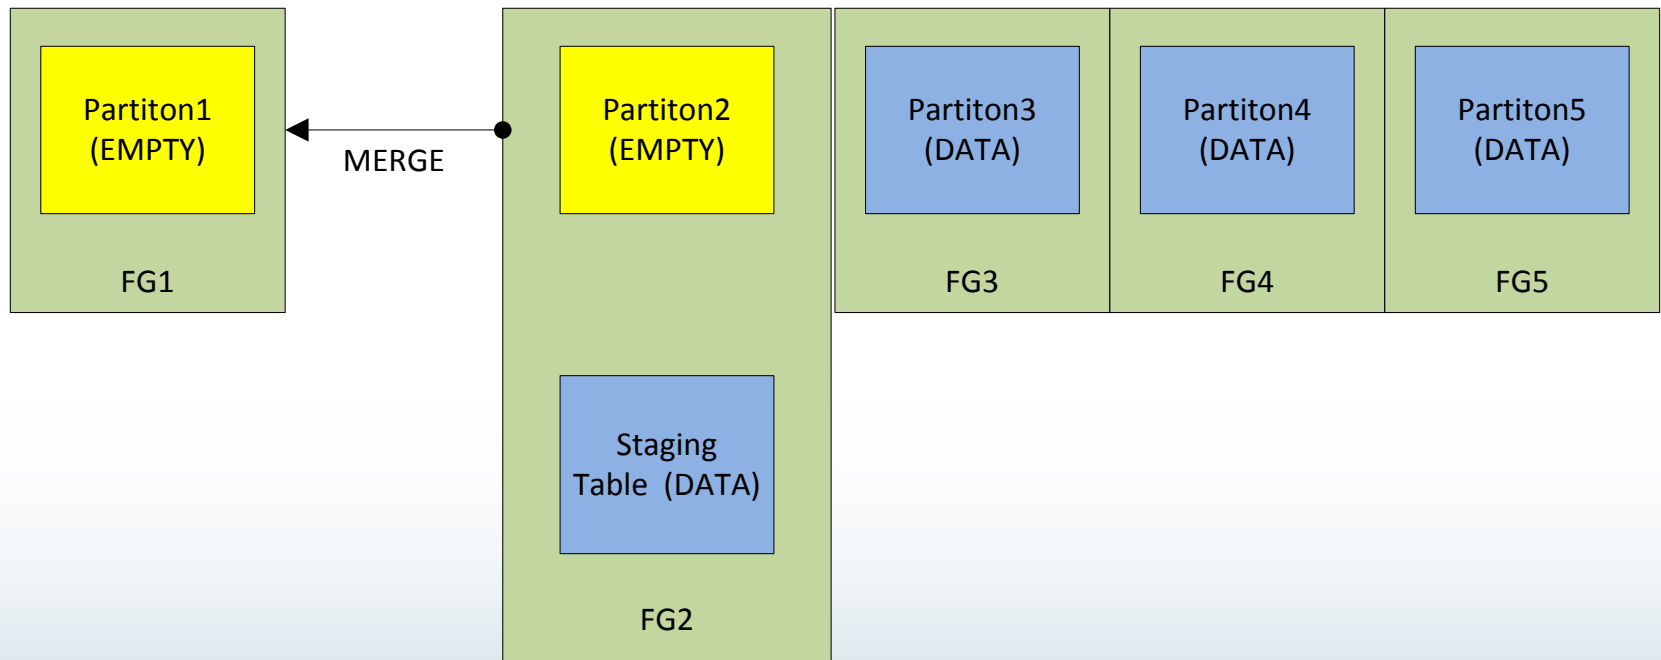 Partiton1
(EMPTY)
FG1
MERGE
Partiton2
(EMPTY)
Staging
Table (DATA)
FG2
Partiton3
(DATA)
FG3
Partiton4
(DATA)
FG4
Partiton5
(DATA)
FG5